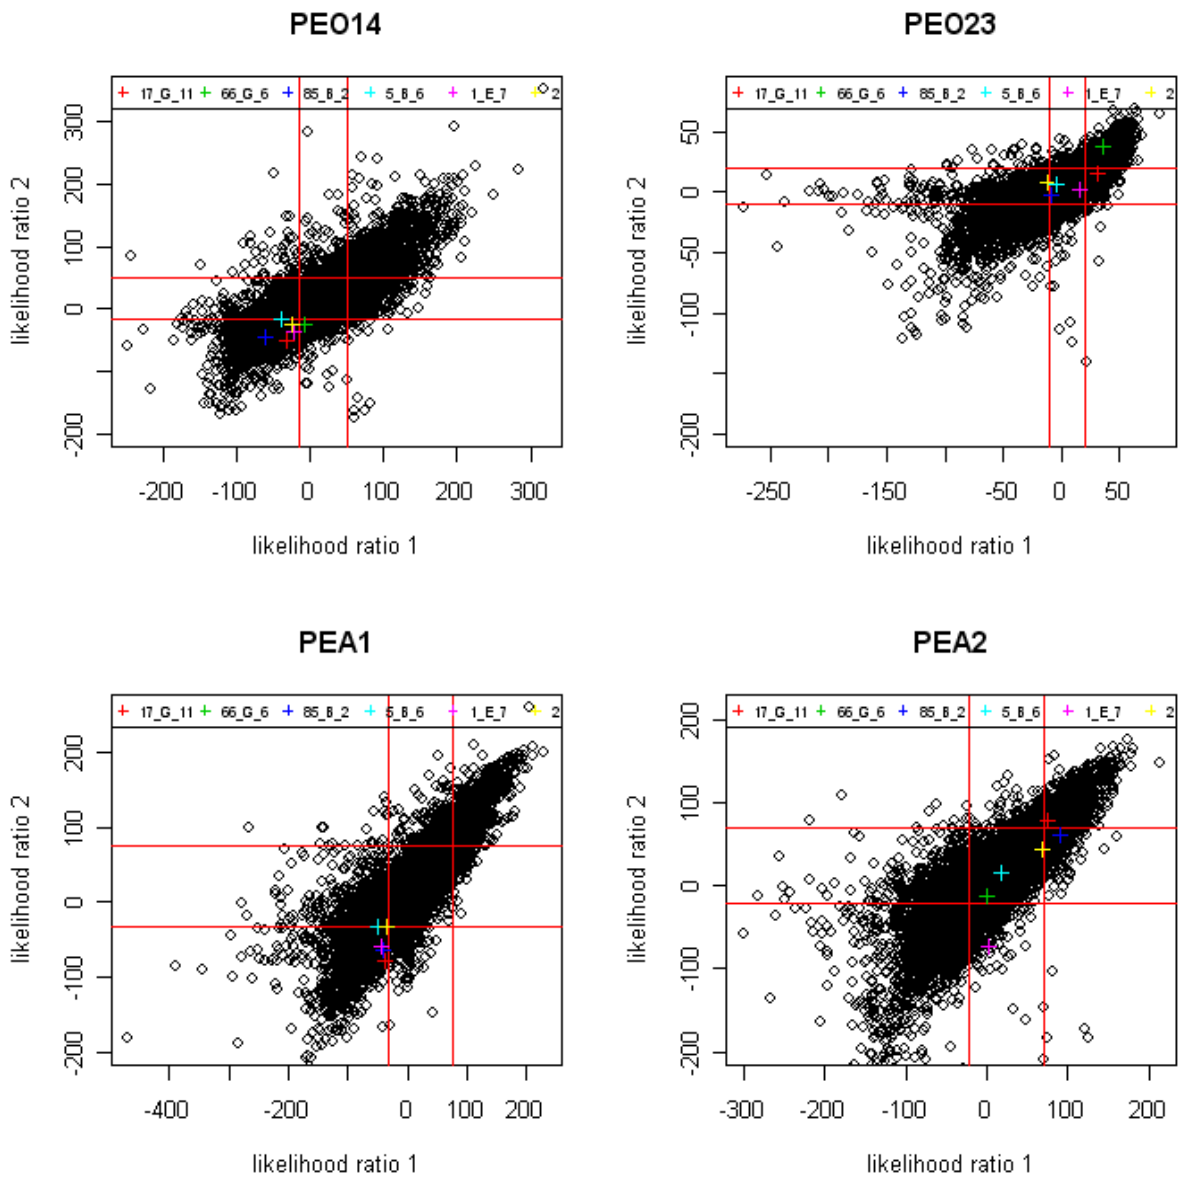 PEO14
17_G_11 66_G_6 85_B_2 5_B_6 1_E_7 2
300
200
100
0
-200
likelihood ratio 2
-200 -100 0 100 200 300
likelihood ratio 1
PEO23
17_G_11 66_G_6 85_B_2 5_B_6 1_E_7 2
50
0
-50
-100
-200
likelihood ratio 2
-250 -150 -50 0 50
likelihood ratio 1
PEA1
17_G_11 66_G_6 85_B_2 5_B_6 1_E_7 2
200
100
0
-100
-200
likelihood ratio 2
-400 -200 0 100 200
likelihood ratio 1
PEA2
17_G_11 66_G_6 85_B_2 5_B_6 1_E_7 2
200
100
0
-100
-200
likelihood ratio 2
-300 -200 -100 0 100 200
likelihood ratio 1